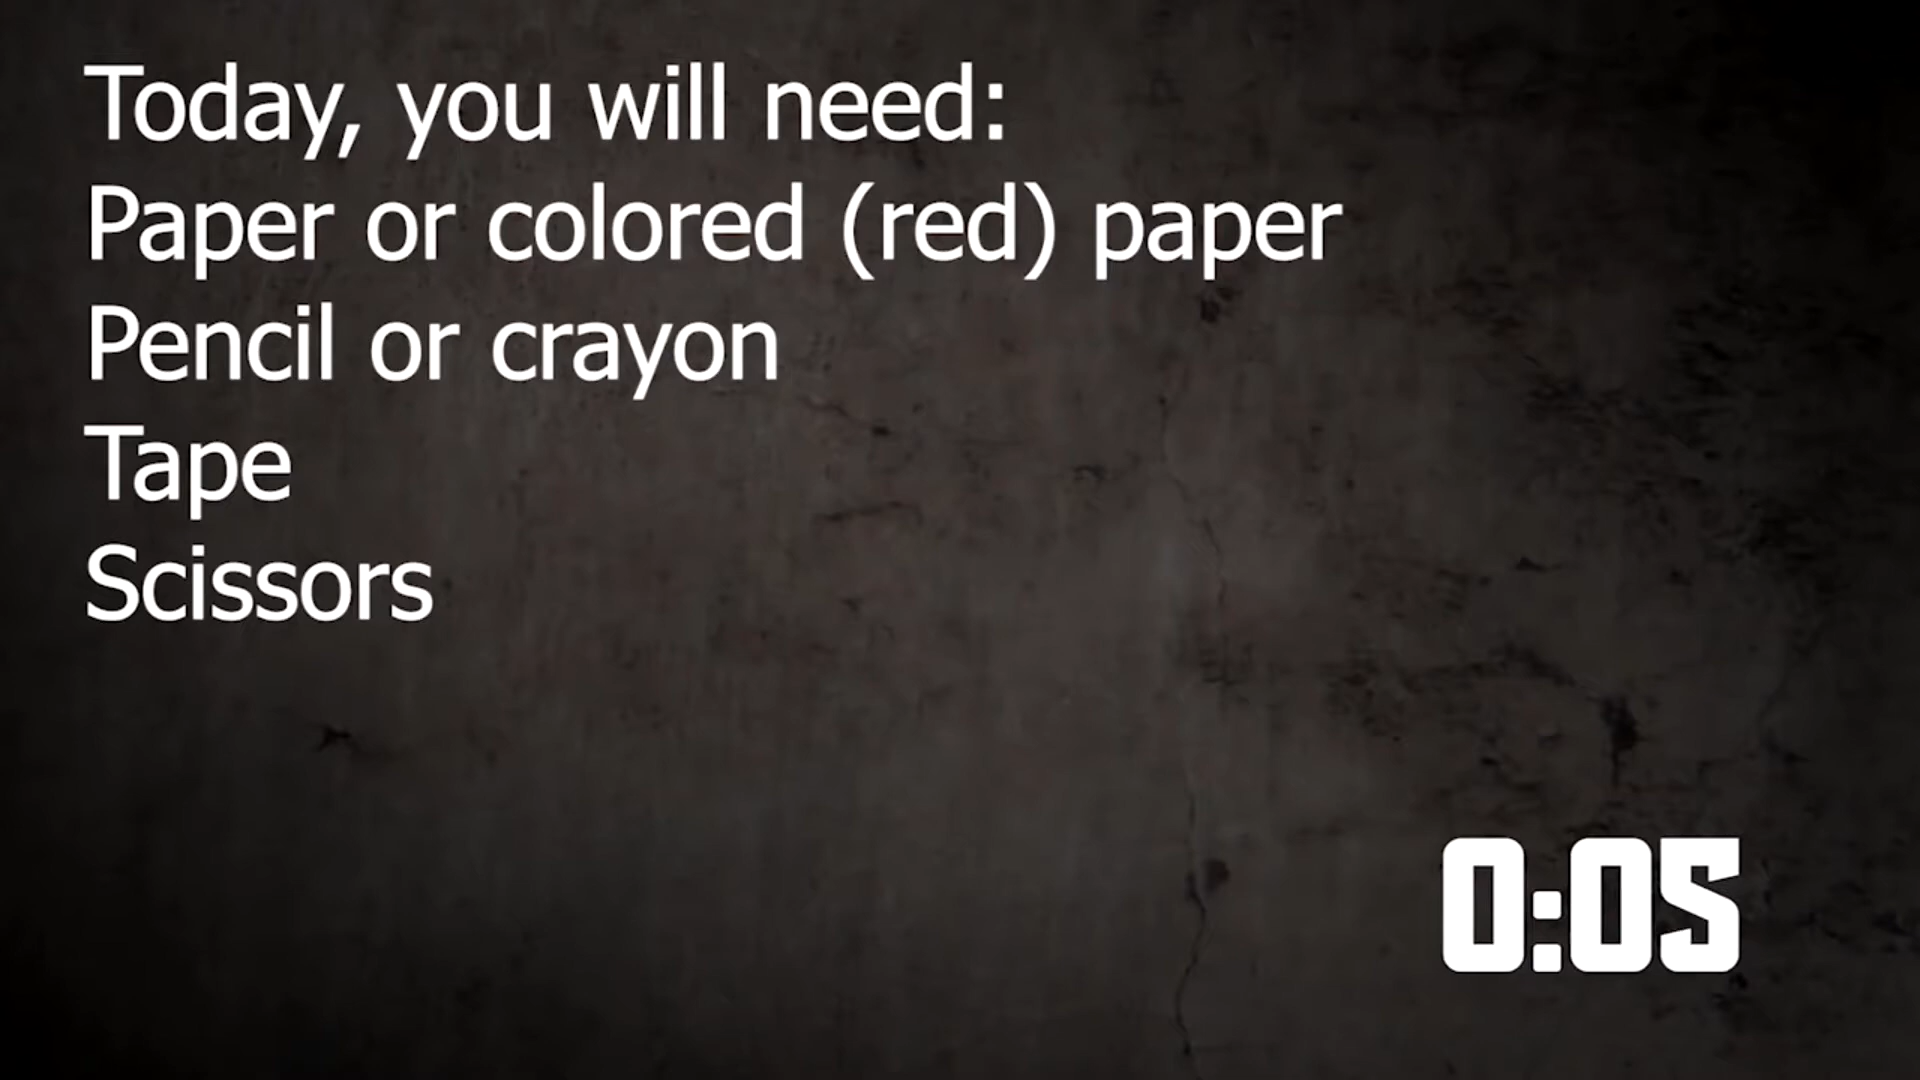 Today, you will need:
Paper or colored (red) paper
Pencil or crayon
Tape
Scissors
0:05